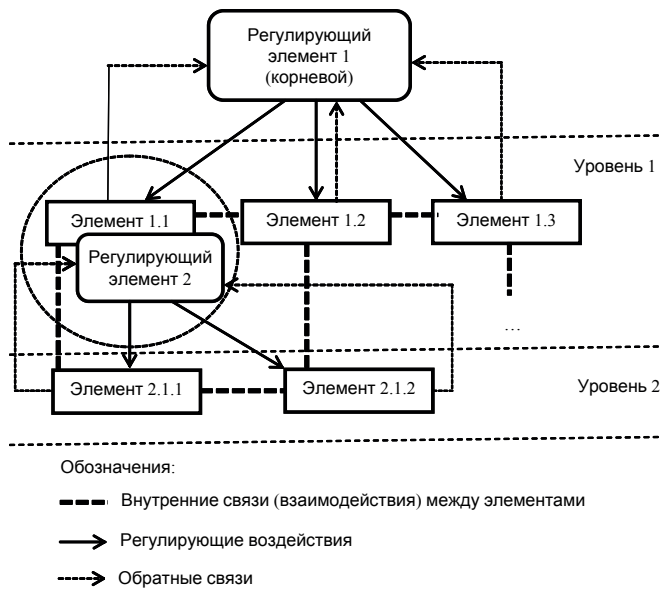 Регулирующий
элемент 1
(корневой)
Уровень 1
Элемент 1.1
Элемент 1.2
Элемент 1.3
Регулирующий
элемент 2
...
Элемент 2.1.1
Элемент 2.1.2
Уровень 2
Обозначения:
Внутренние связи (взаимодействия) между элементами
Регулирующие воздействия
Обратные связи